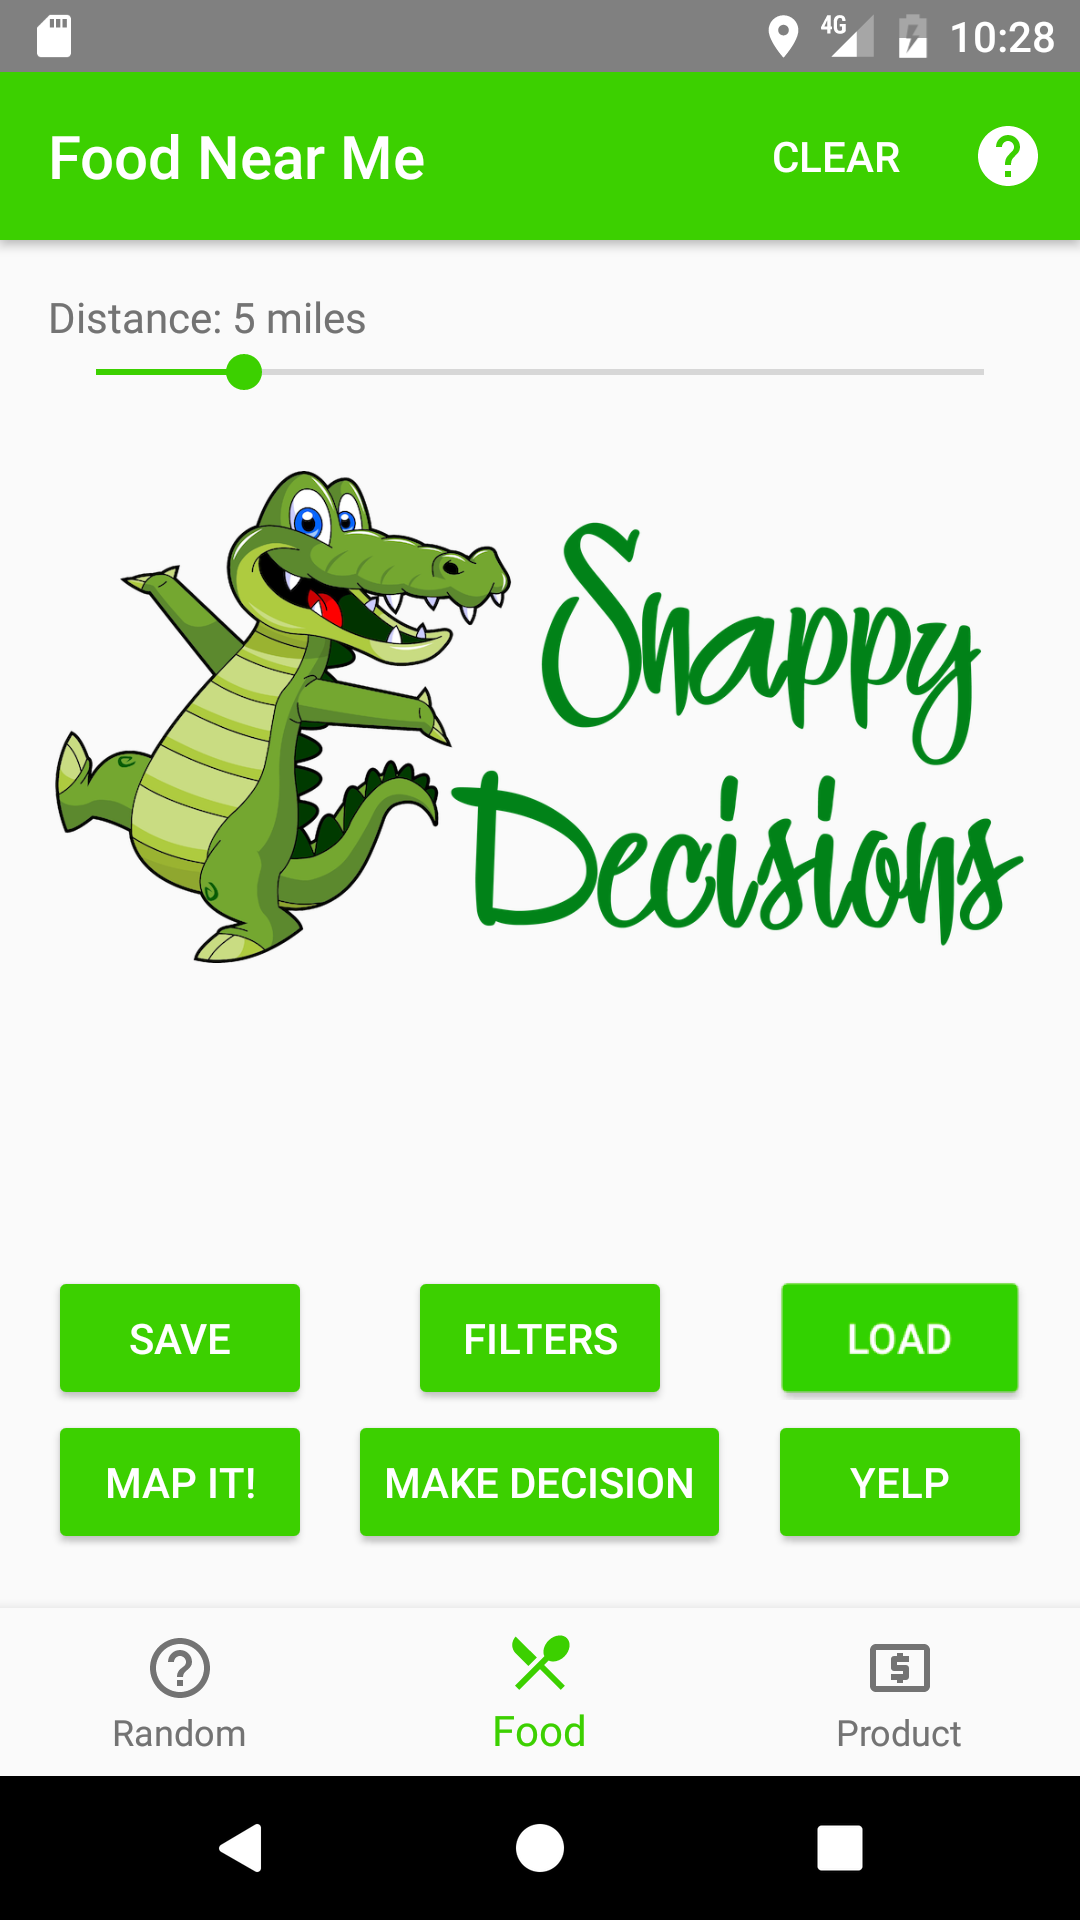 4G 10:28
Food Near Me CLEAR
Distance: 5 miles
Snappy
Decisions
SAVE FILTERS LOAD
MAP IT! MAKE DECISION YELP
Random Food Product